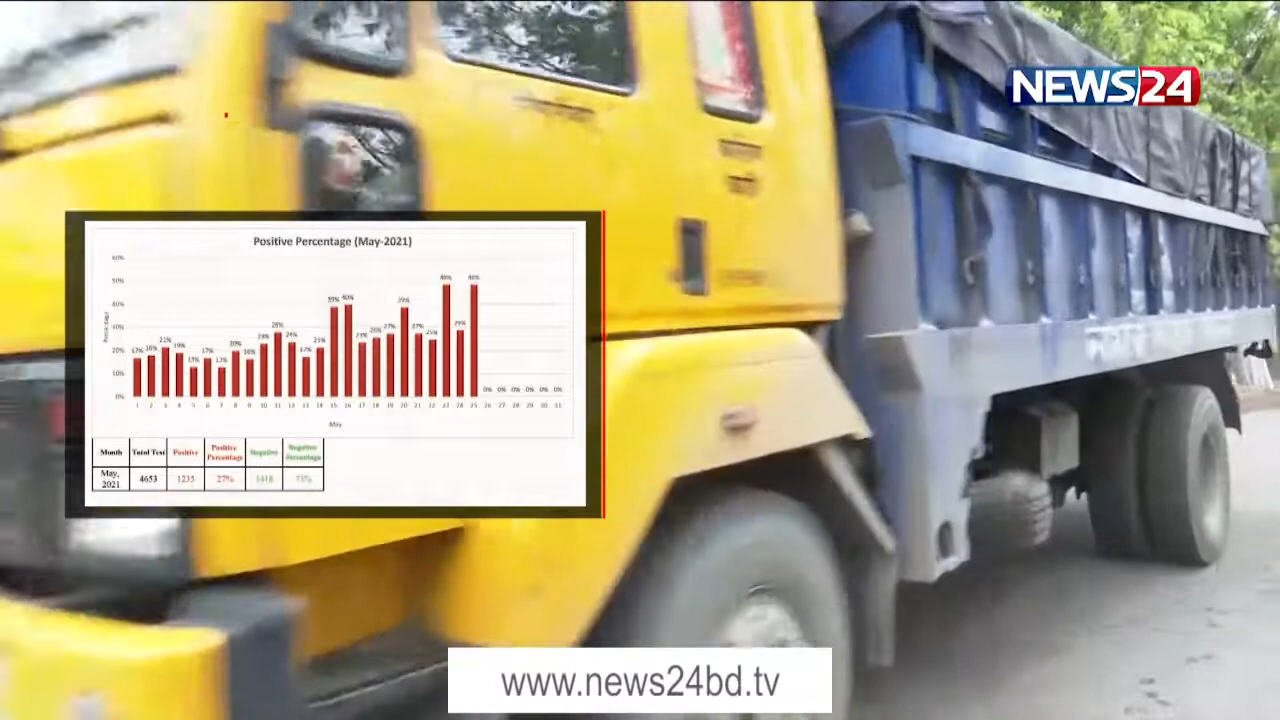 NEWS24
Positive Percentage (May-2021)
60%
50%
40%
30%
20%
10%
0%
Percentage
17% 18% 21% 19% 13% 17% 13% 20% 16% 23% 28% 24% 17% 21% 39% 40% 23% 26% 27% 39% 27% 25% 48% 29% 48% 0% 0% 0% 0% 0% 0%
1 2 3 4 5 6 7 8 9 10 11 12 13 14 15 16 17 18 19 20 21 22 23 24 25 26 27 28 29 30 31
May
Month Total Test Positive Positive Percentage Negative Negative Percentage
May, 2021 4653 1235 27% 73%
www.news24bd.tv